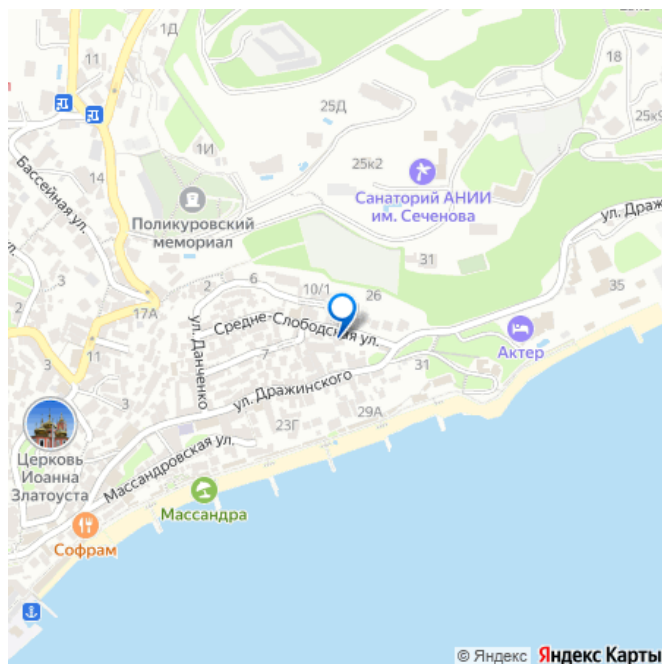 25к3
1Д
11
18
25Д
25к9
1И
25к2
14
Бассейная ул.
Санаторий АНИИ
им. Сеченова
Поликуровский
мемориал
ул. Дражинского
31
2
6
10/1
26
3
2
17А
35
Средне-Слободская ул.
Актер
ул. Данченко
7
11
3
31
ул. Дражинского
3
29А
23Г
Церковь
Иоанна
Златоуста
Массандровская ул.
Массандра
Софрам
© Яндекс Яндекс Карты